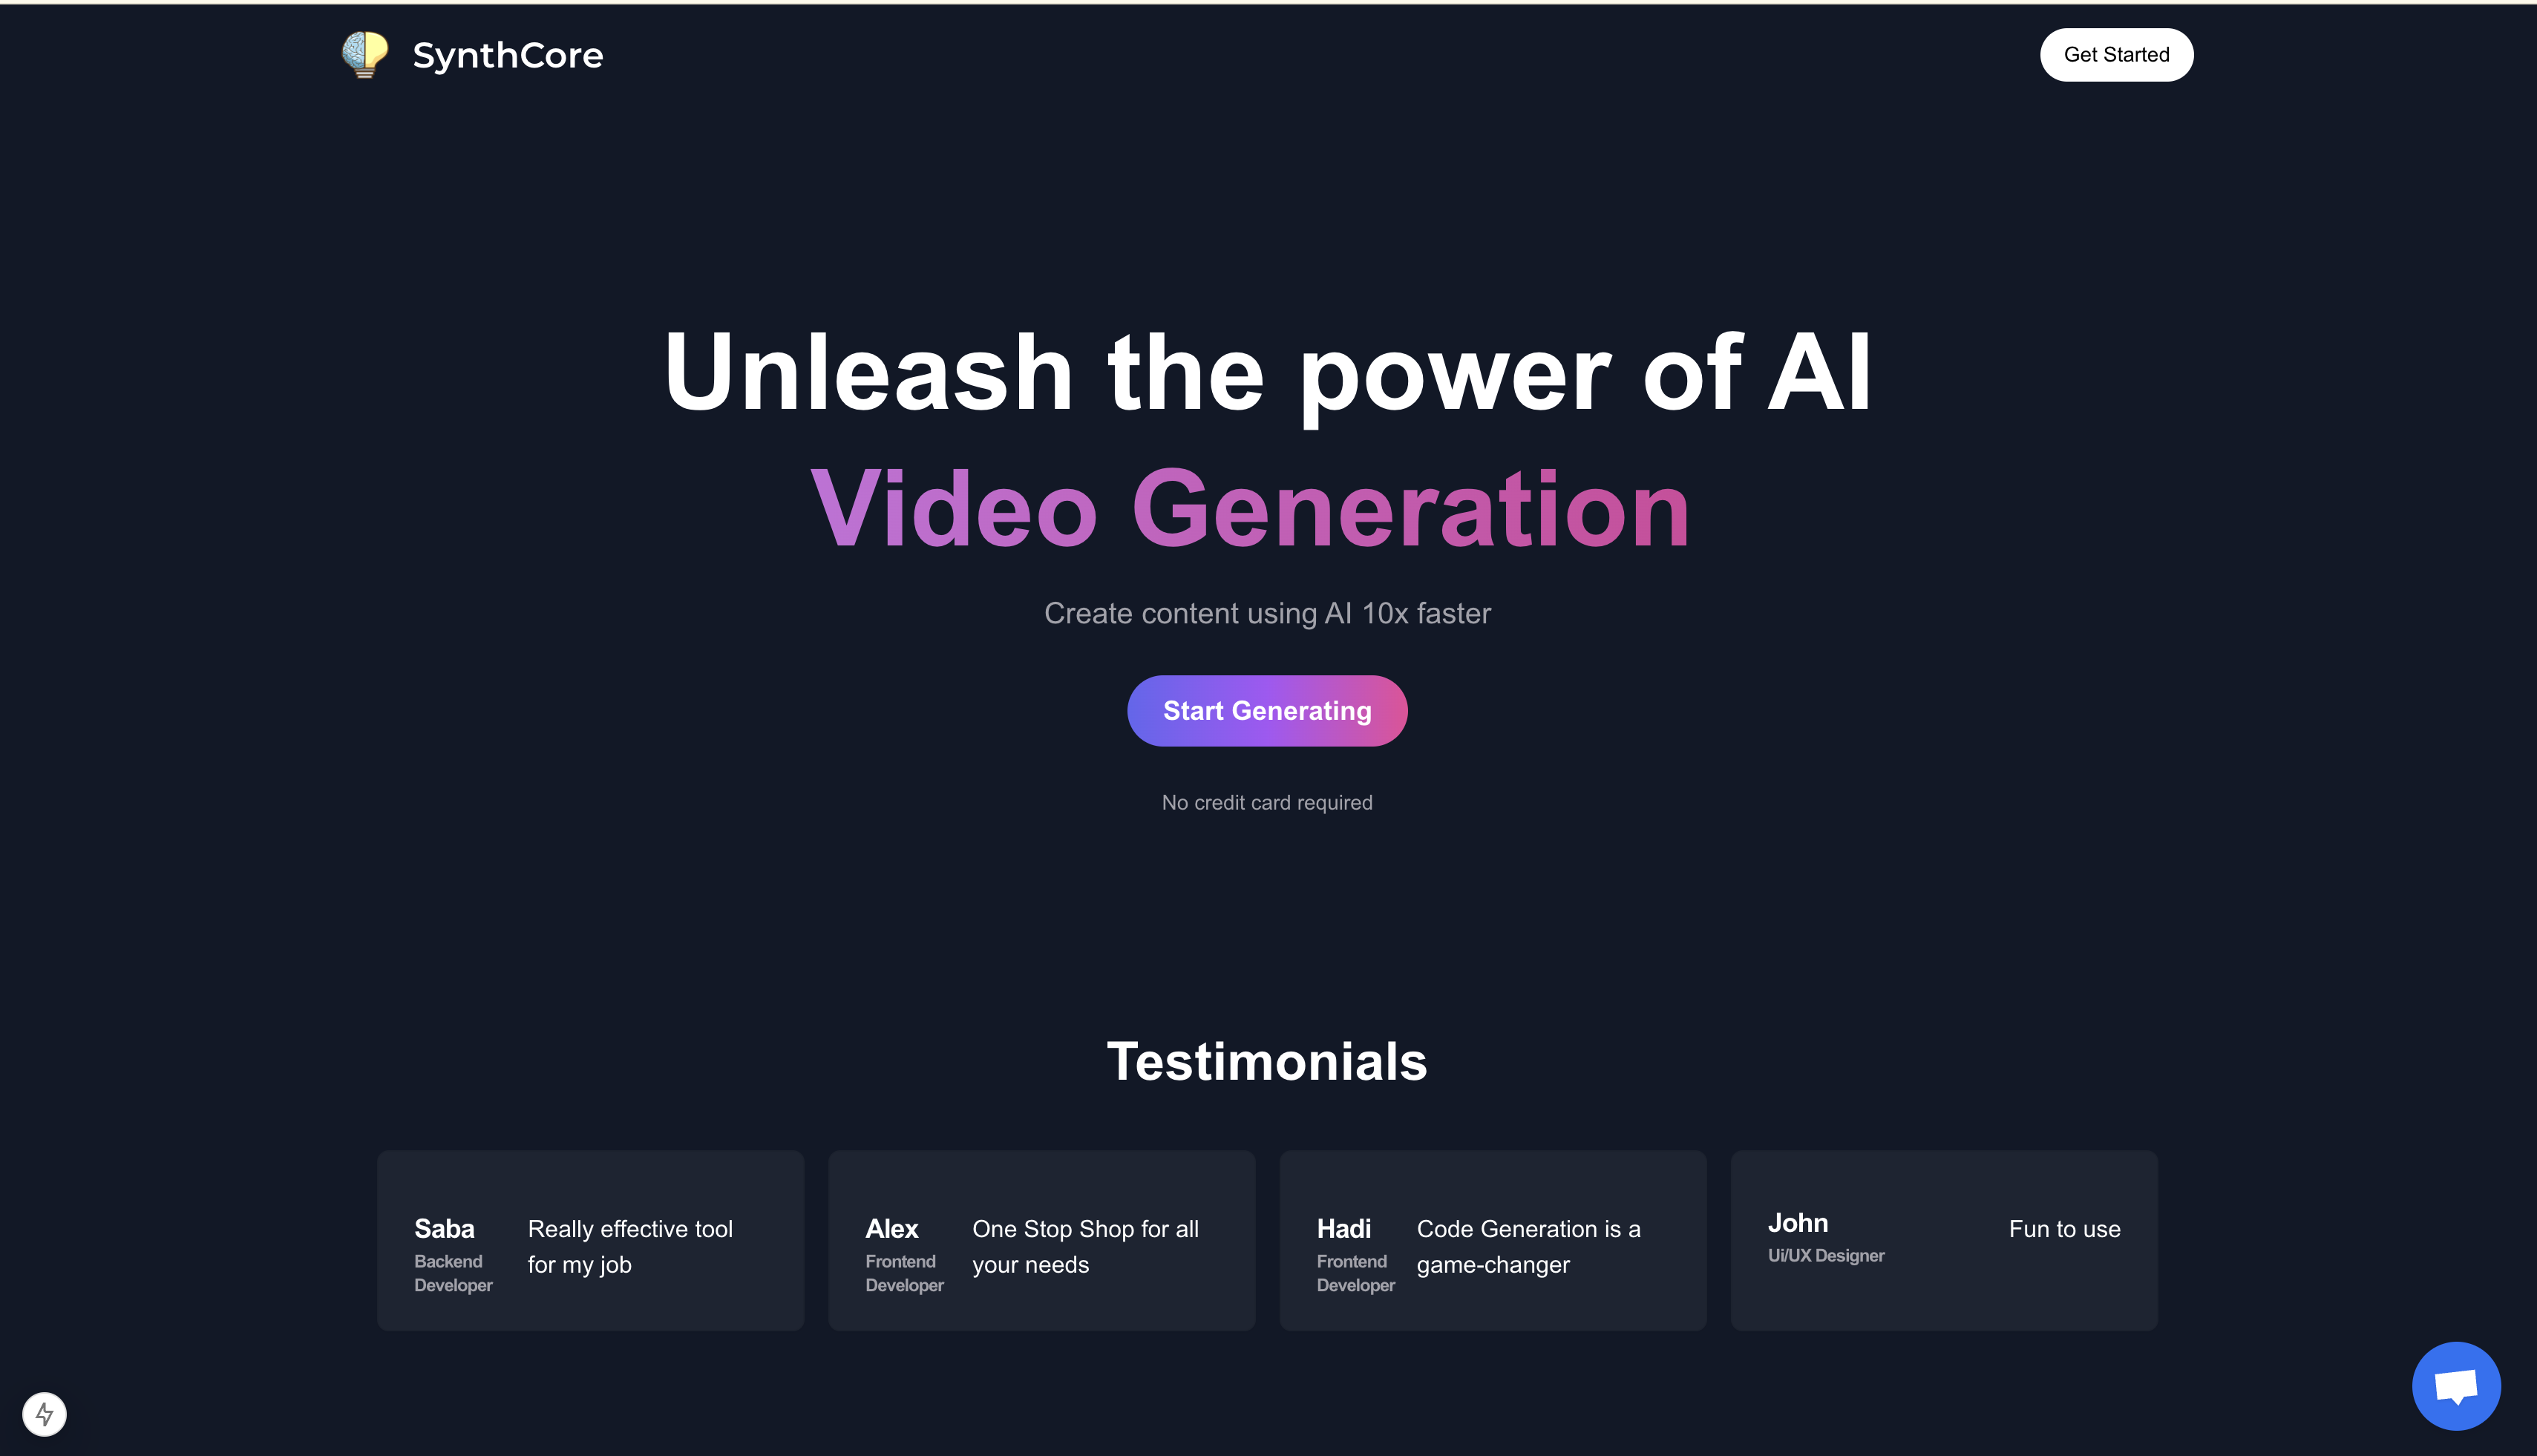 SynthCore
Get Started
Unleash the power of AI
Video Generation
Create content using AI 10x faster
Start Generating
No credit card required
Testimonials
Saba
Backend
Developer
Really effective tool
for my job
Alex
Frontend
Developer
One Stop Shop for all
your needs
Hadi
Frontend
Developer
Code Generation is a
game-changer
John
Ui/UX Designer
Fun to use